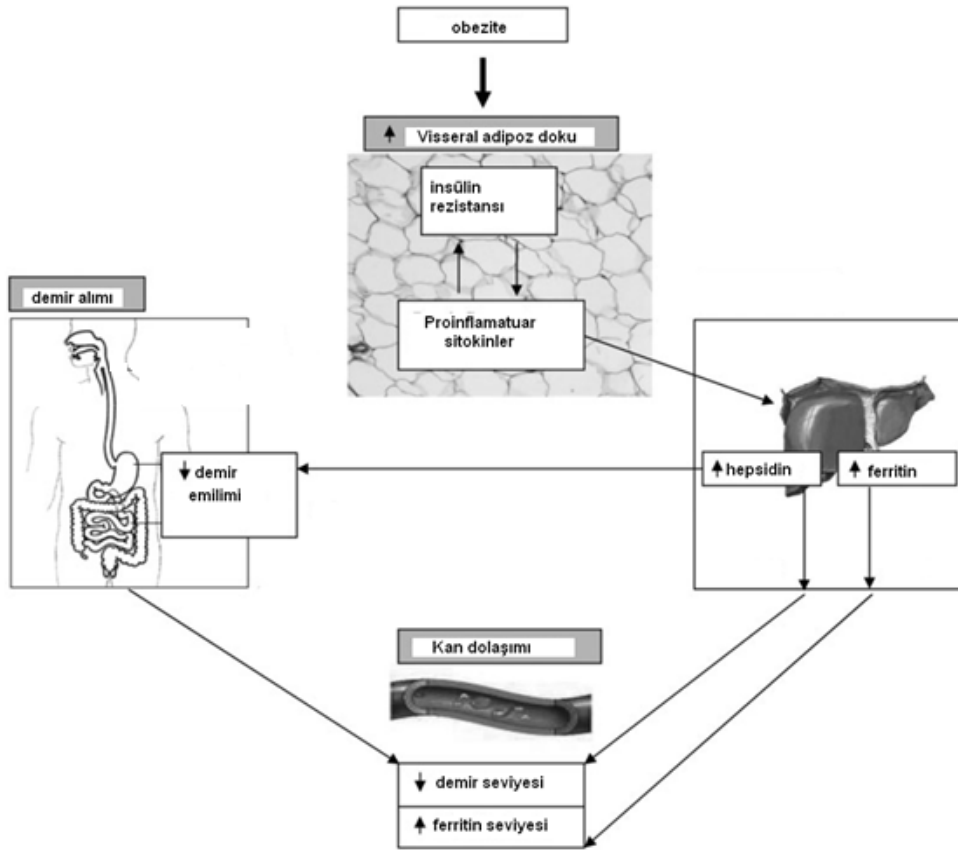 obezite
↑ Visseral adipoz doku
insülin
rezistansı
demir alımı
Proinflamatuar
sitokinler
↓ demir
emilimi
↑ hepsidin
↑ ferritin
Kan dolaşımı
↓ demir seviyesi
↑ ferritin seviyesi